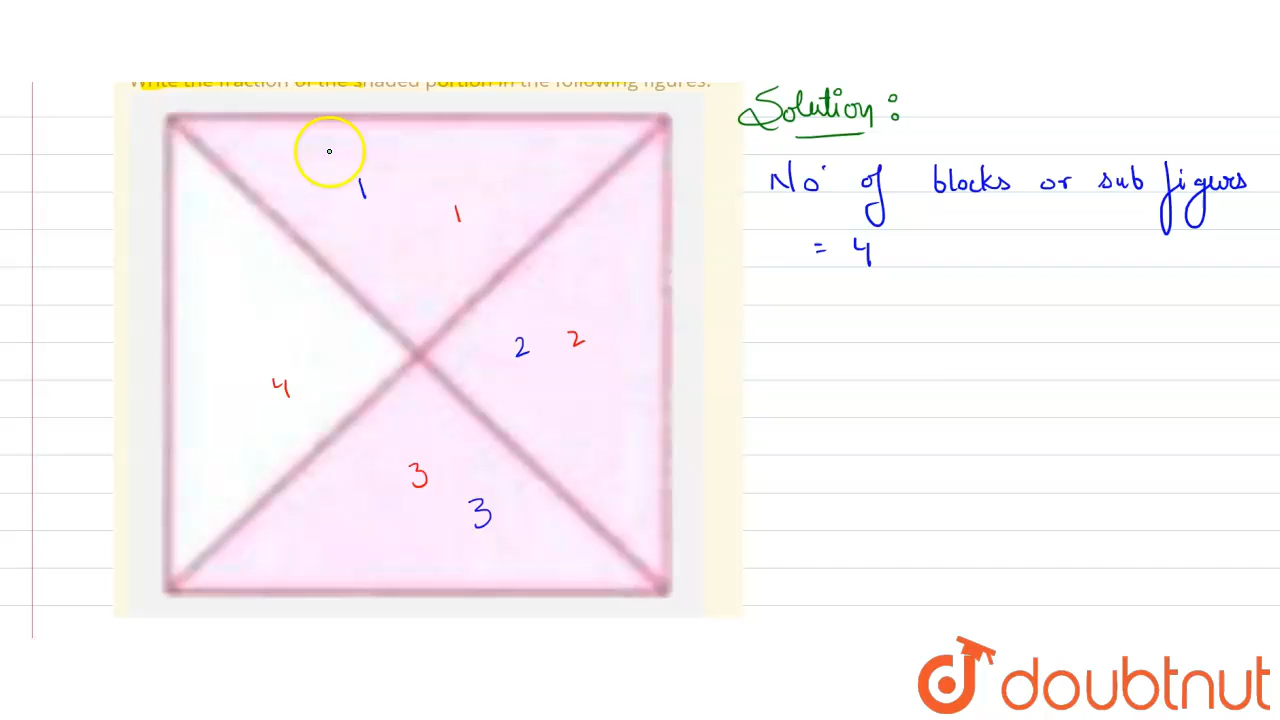 Write the fraction of the shaded portion in the following figures.
Solution :
No of blocks or sub figurs
= 4
1
1
2 2
4
3
3
doubtnut